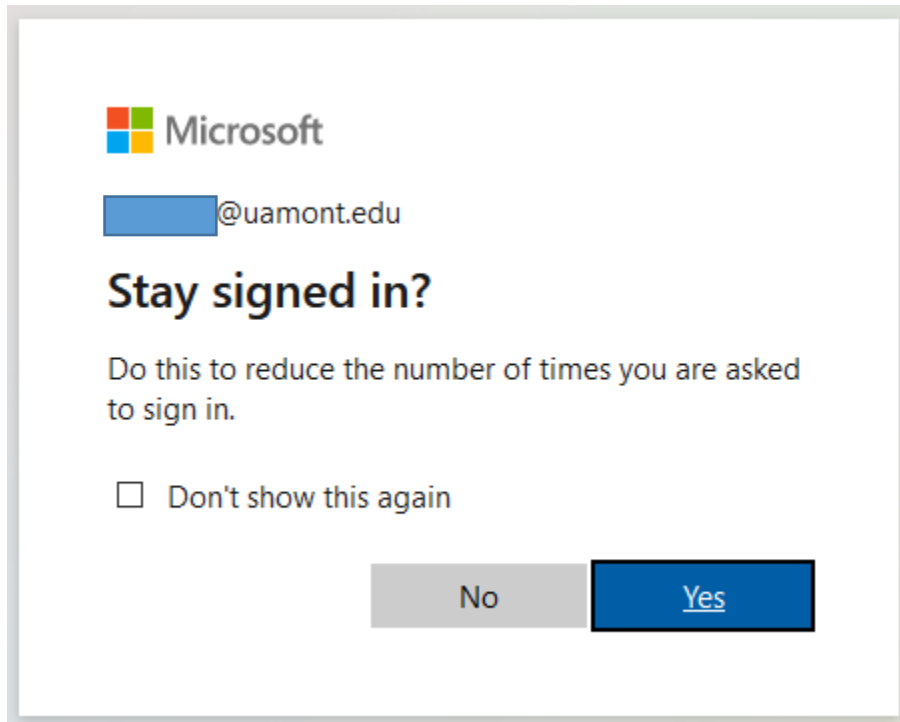 Microsoft
@uamont.edu
Stay signed in?
Do this to reduce the number of times you are asked
to sign in.
Don't show this again
No
Yes